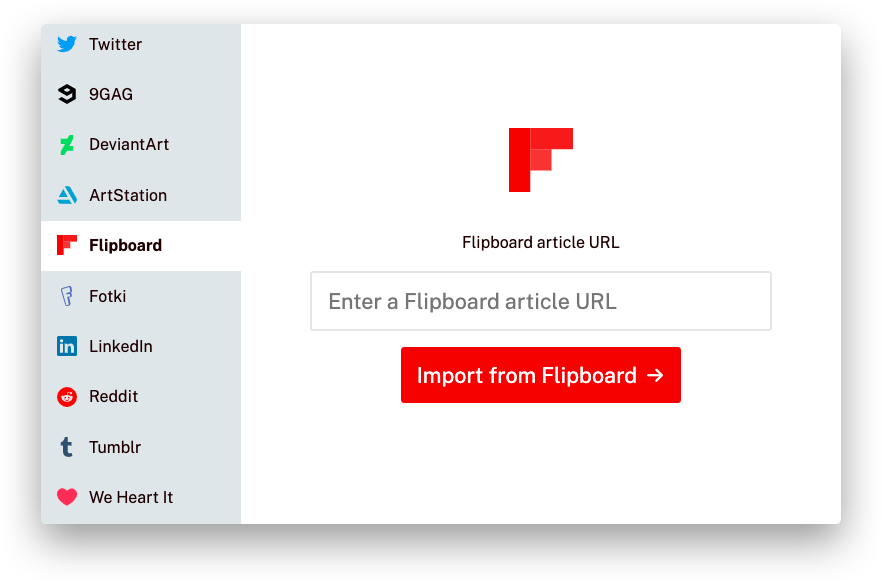 Twitter
9GAG
DeviantArt
ArtStation
Flipboard
Fotki
LinkedIn
Reddit
Tumblr
We Heart It
Flipboard article URL
Enter a Flipboard article URL
Import from Flipboard →